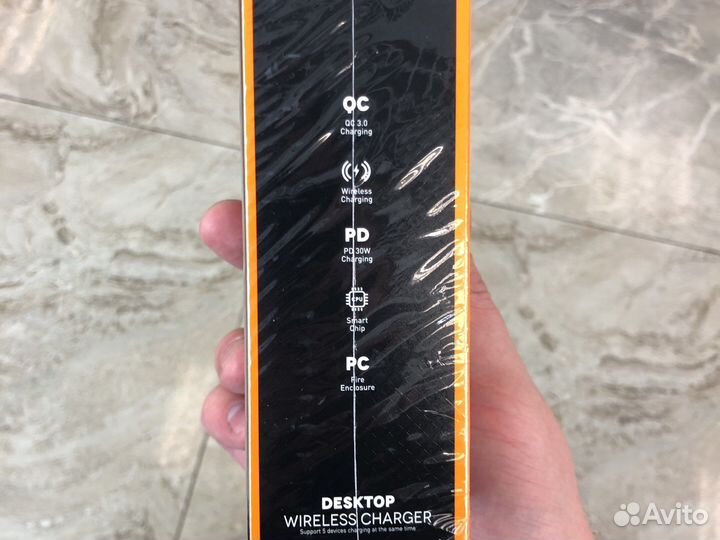 QC
QC 3.0
Charging
Wireless
Charging
PD
PD 30W
Charging
CPU
Smart
Chip
PC
Fire
Enclosure
DESKTOP
WIRELESS CHARGER
Support 5 devices charging at the same time
Avito